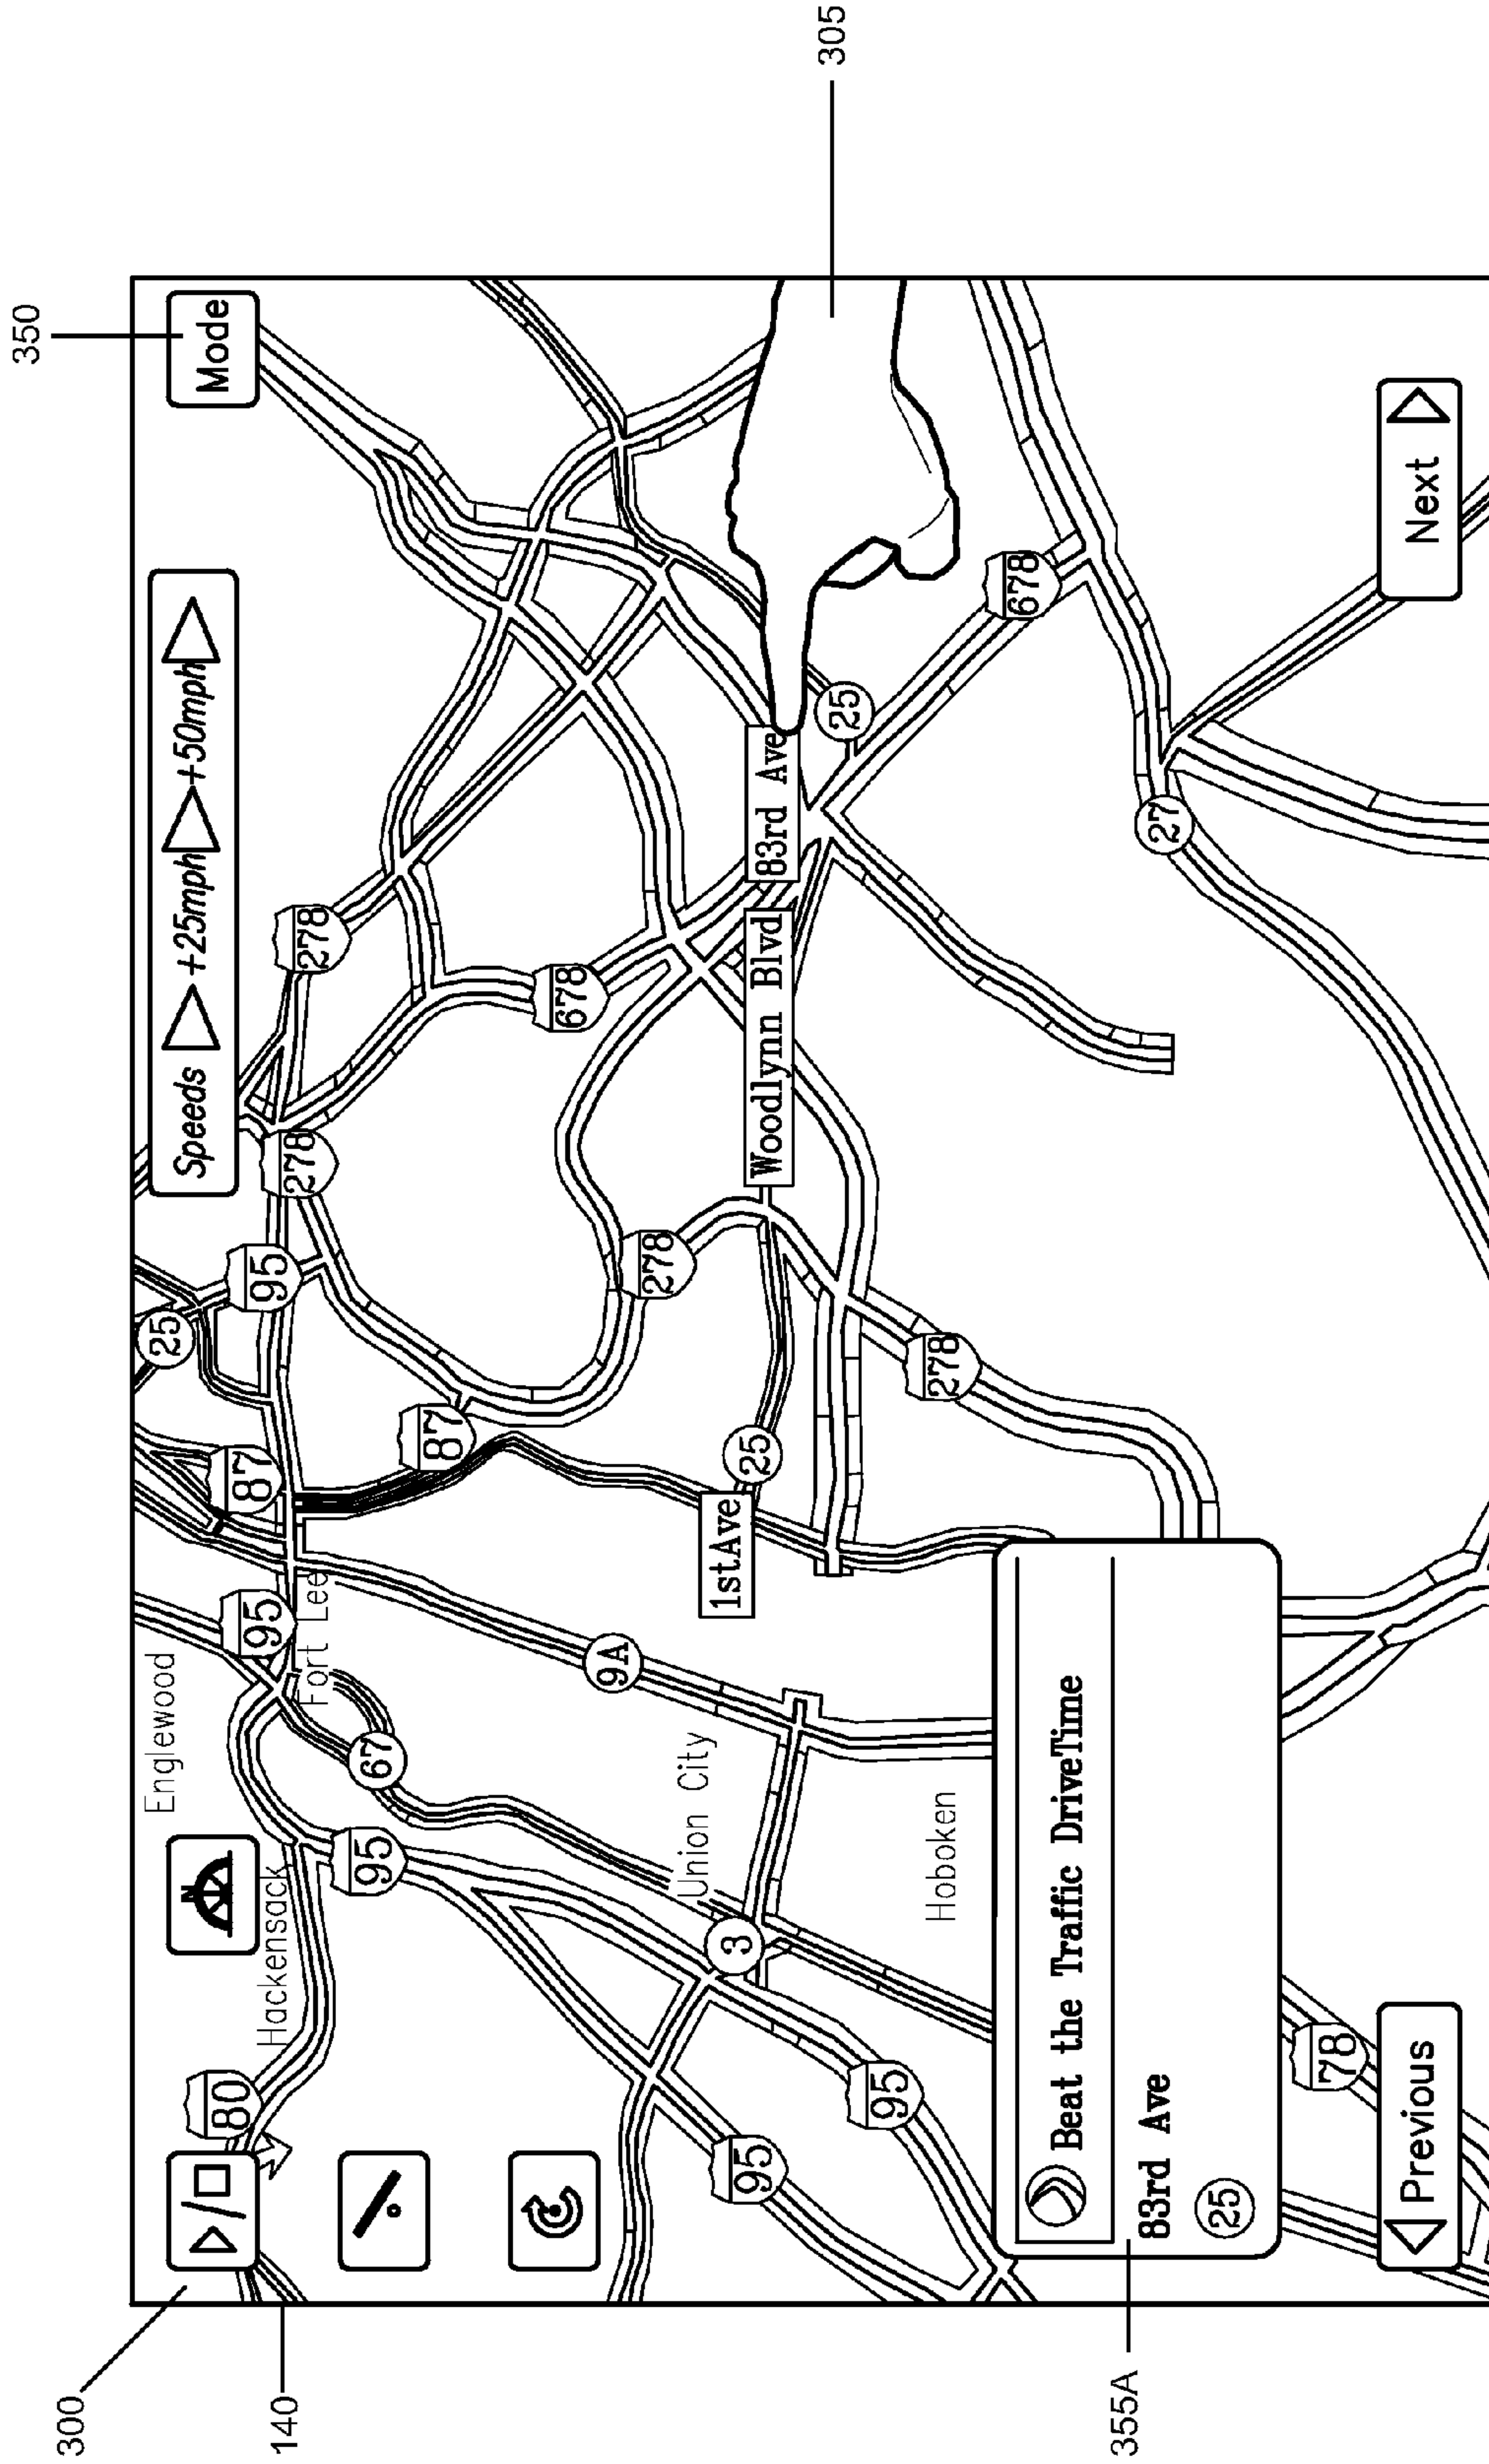 350
305
300
140
355A
Mode
Speeds +25mph +50mph
25
95
278
278
87
95
Englewood
Fort Lee
Hackensack
80
N
67
95
87
678
278
9A
Union City
3
95
1stAve
25
Woodlynn Blvd
83rd Ave
25
678
278
Hoboken
95
27
Beat the Traffic DriveTime
83rd Ave
25
78
Previous
Next